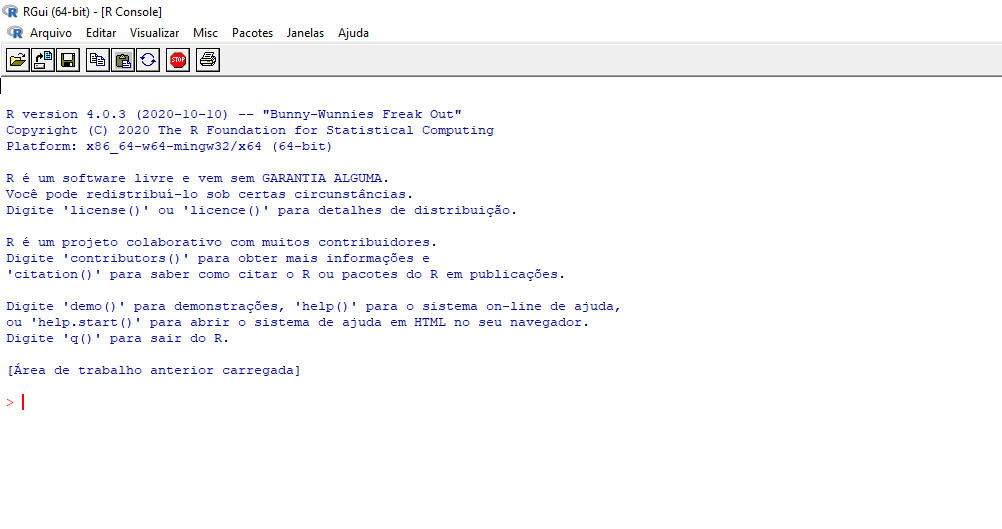 RGui (64-bit) - [R Console]
Arquivo Editar Visualizar Misc Pacotes Janelas Ajuda
STOP
R version 4.0.3 (2020-10-10) -- "Bunny-Wunnies Freak Out"
Copyright (C) 2020 The R Foundation for Statistical Computing
Platform: x86_64-w64-mingw32/x64 (64-bit)
R é um software livre e vem sem GARANTIA ALGUMA.
Você pode redistribuí-lo sob certas circunstâncias.
Digite 'license()' ou 'licence()' para detalhes de distribuição.
R é um projeto colaborativo com muitos contribuidores.
Digite 'contributors()' para obter mais informações e
'citation()' para saber como citar o R ou pacotes do R em publicações.
Digite 'demo()' para demonstrações, 'help()' para o sistema on-line de ajuda,
ou 'help.start()' para abrir o sistema de ajuda em HTML no seu navegador.
Digite 'q()' para sair do R.
[Área de trabalho anterior carregada]
>